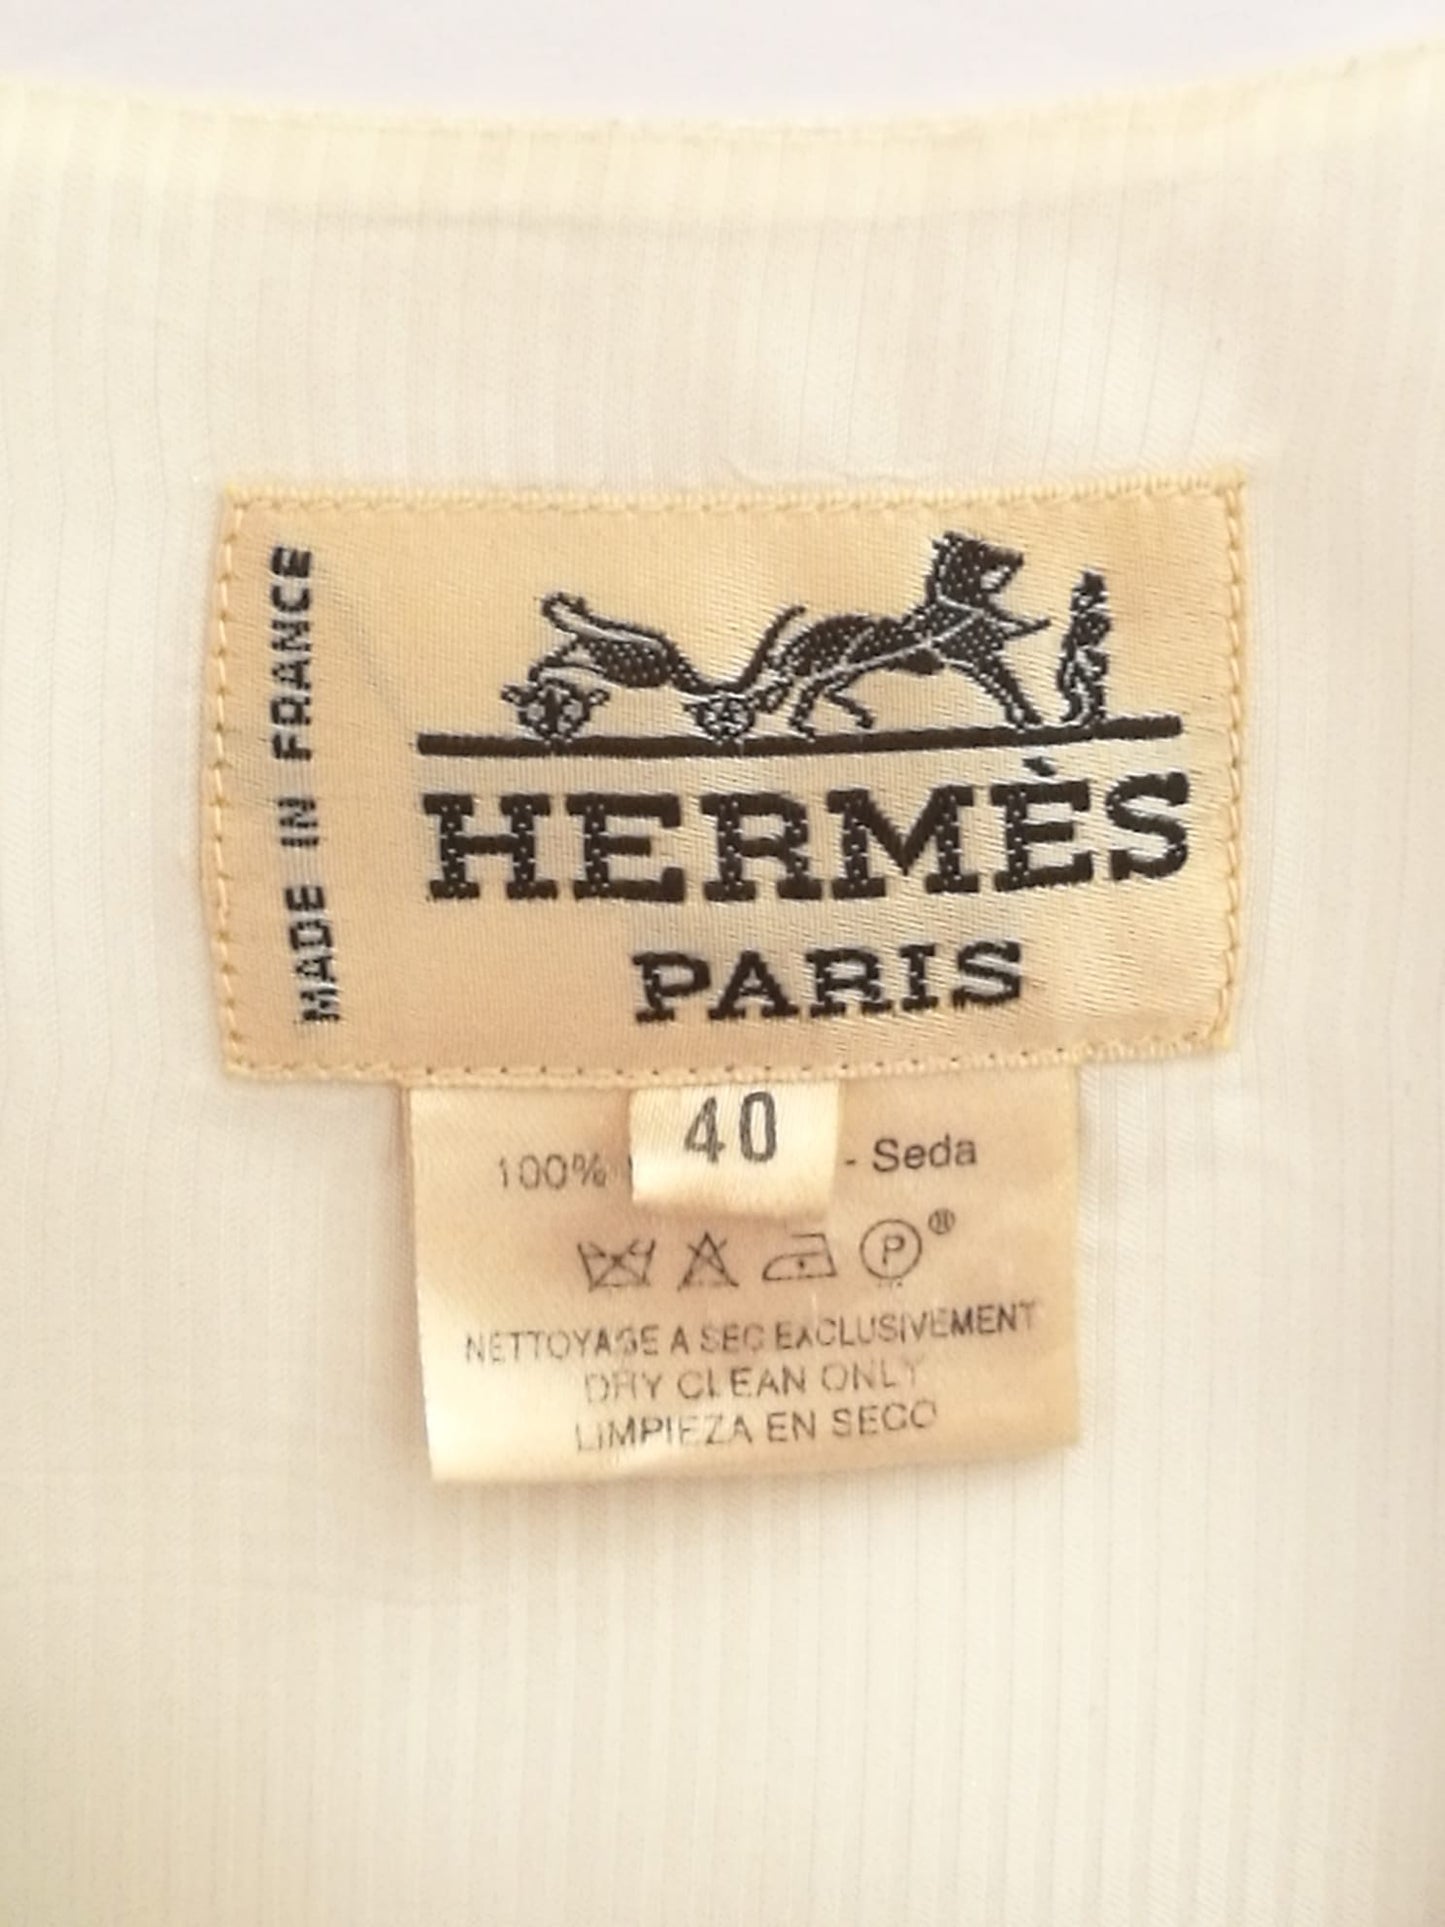 MADE IN FRANCE
HERMÈS
PARIS
40
100% - Seda
P ®
NETTOYAGE A SEC EXCLUSIVEMENT
DRY CLEAN ONLY
LIMPIEZA EN SECO